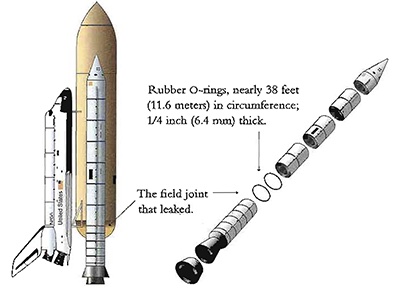 Rubber O-rings, nearly 38 feet
(11.6 meters) in circumference;
1/4 inch (6.4 mm) thick.
The field joint
that leaked.
United States